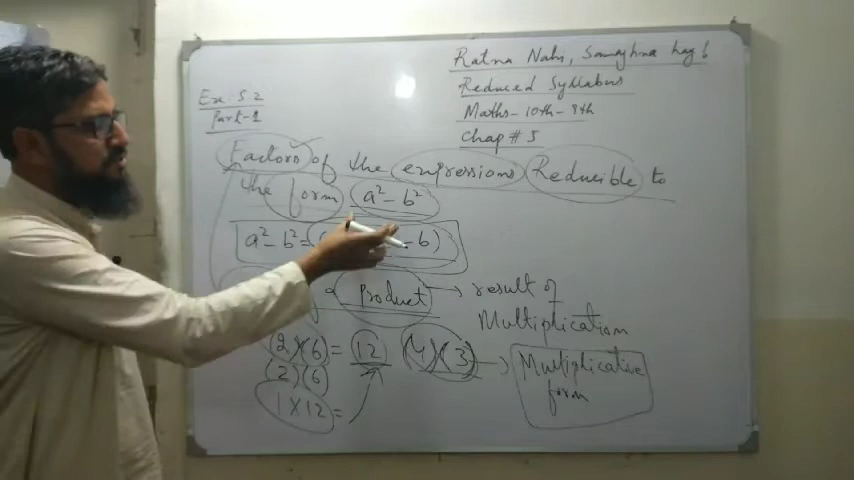 Ratna Nahi, Samajhna hay!
Reduced Syllabus
Maths - 10th - 9th
Chap # 5
Ex. 5.2
Part-1
Factors of the expressions Reducible to
the form a² - b²
a² - b² = - b)
a product → result of
Multiplication
(2)(6) = 12 (4)(3) → Multiplicative
form
(2)(6)
1 X 12 =